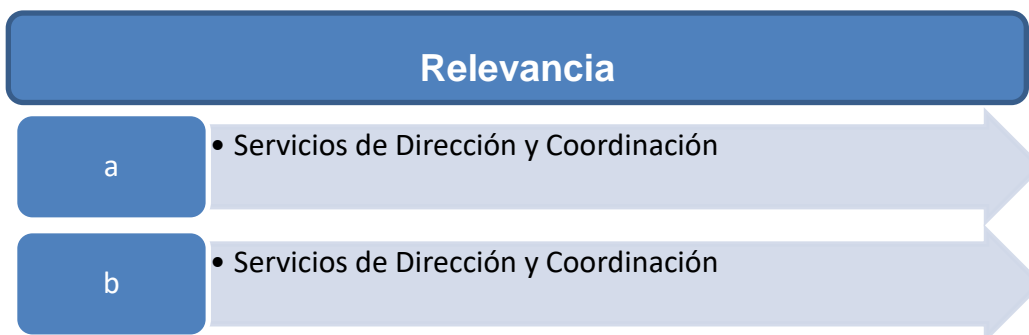 Relevancia
a
• Servicios de Dirección y Coordinación
b
• Servicios de Dirección y Coordinación